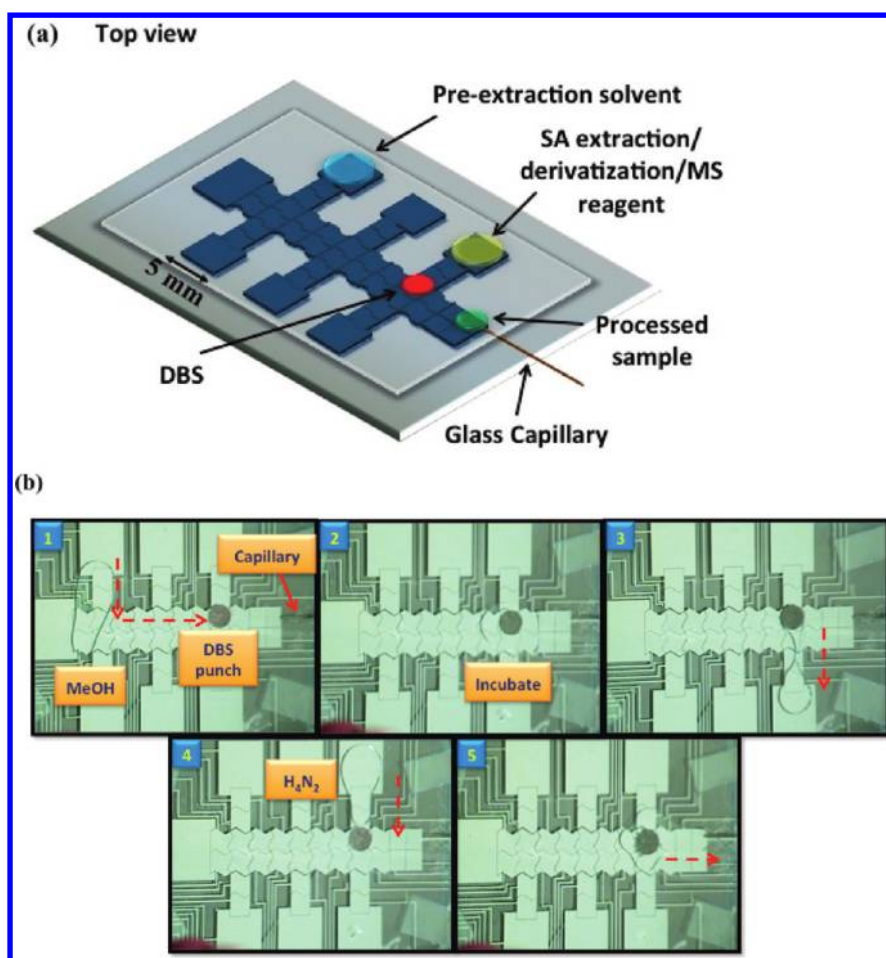 (a) Top view
Pre-extraction solvent
SA extraction/
derivatization/MS
reagent
5 mm
DBS
Processed
sample
Glass Capillary
(b)
1
Capillary
MeOH
DBS
punch
2
Incubate
3
4
H₄N₂
5